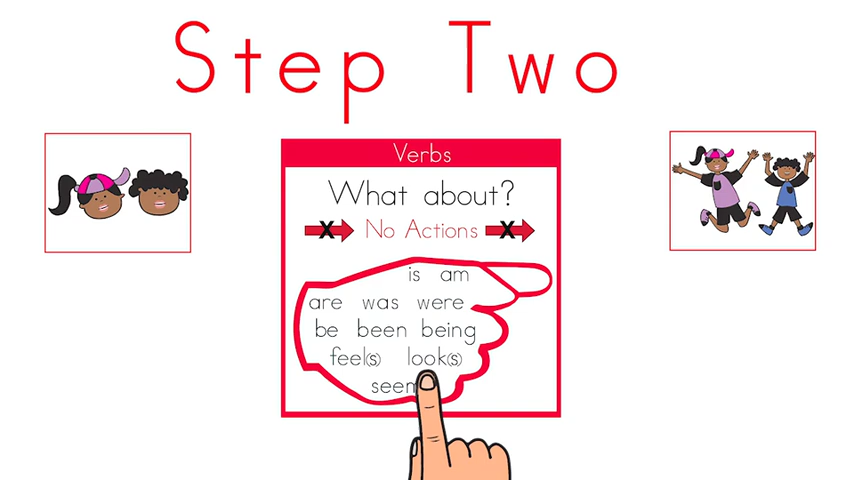 Step Two
Verbs
What about?
X No Actions X
is am
are was were
be been being
feel(s) look(s)